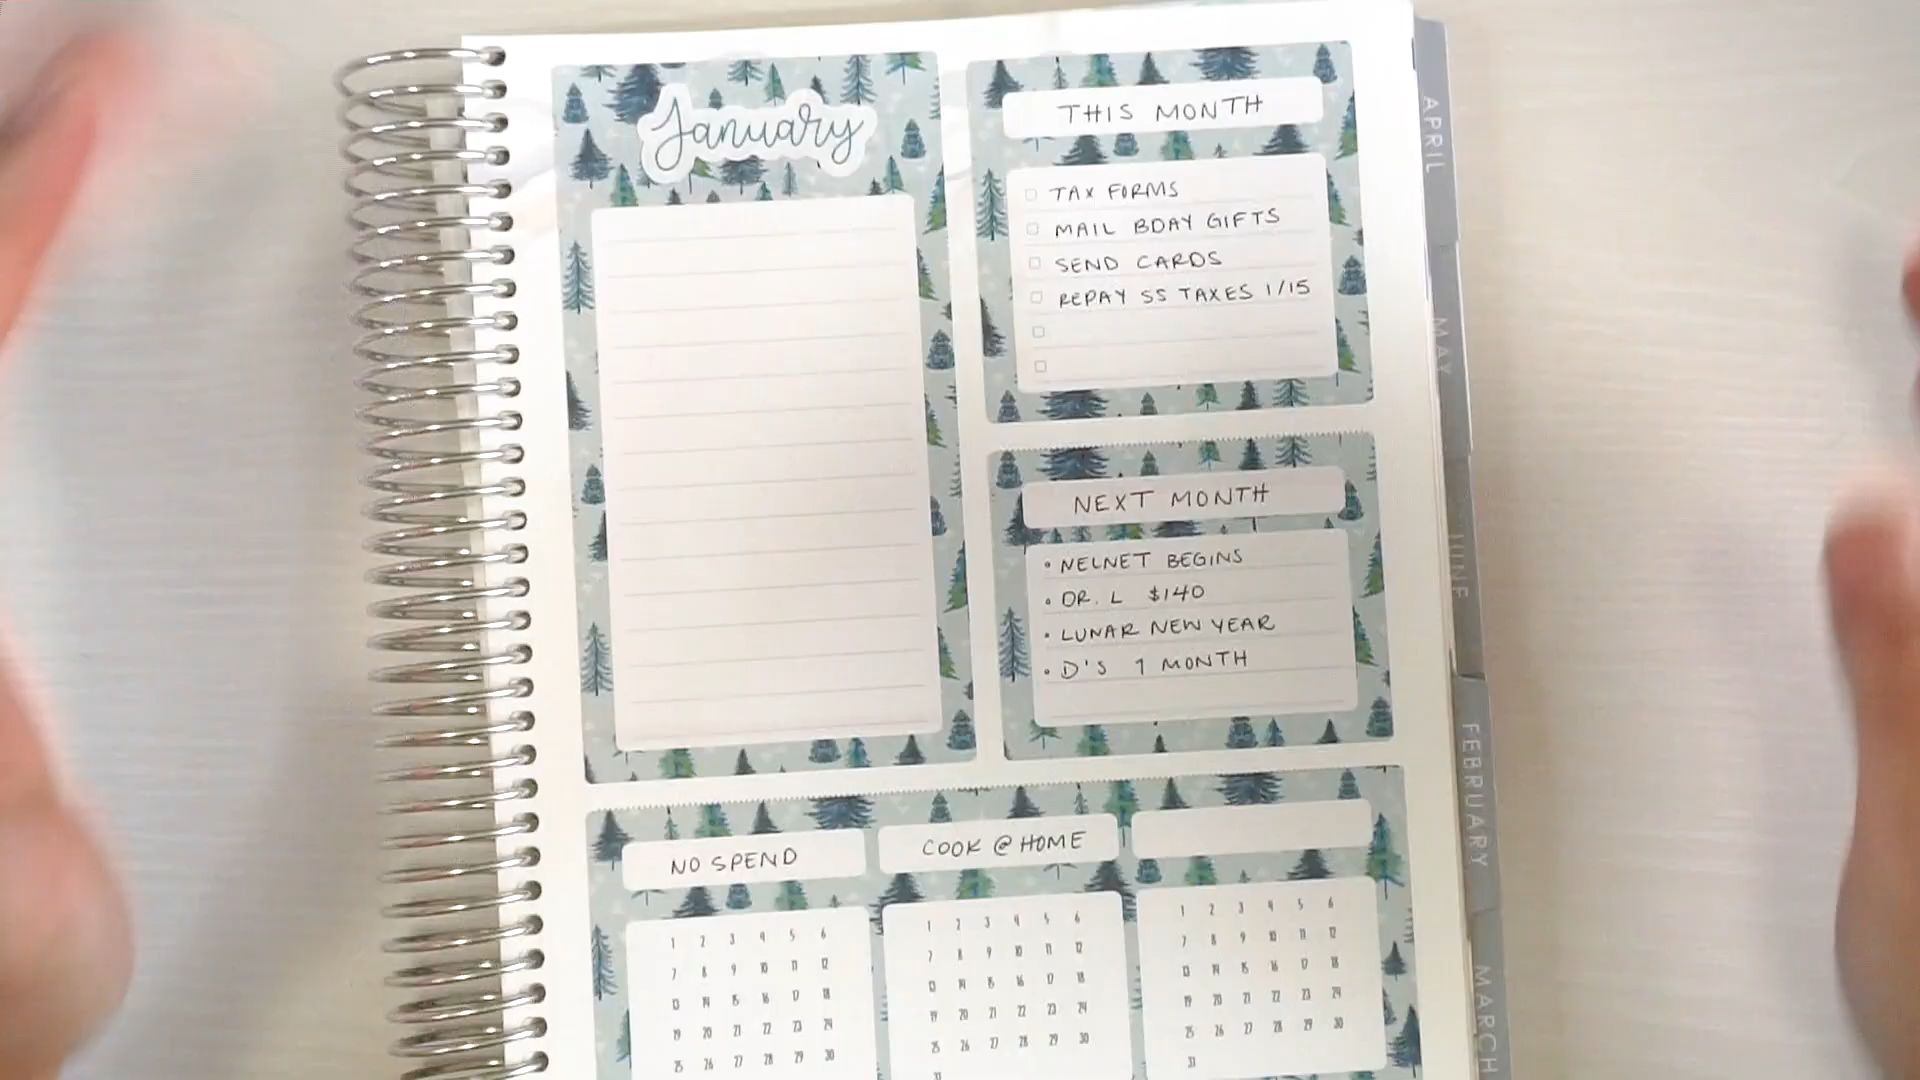 January
THIS MONTH
TAX FORMS
MAIL BDAY GIFTS
SEND CARDS
REPAY SS TAXES 1/15
NEXT MONTH
• NELNET BEGINS
• DR. L $140
• LUNAR NEW YEAR
• D'S 1 MONTH
NO SPEND
1 2 3 4 5 6
7 8 9 10 11 12
13 14 15 16 17 18
19 20 21 22 23 24
25 26 27 28 29 30
COOK @ HOME
1 2 3 4 5 6
7 8 9 10 11 12
13 14 15 16 17 18
19 20 21 22 23 24
25 26 27 28 29 30
31
1 2 3 4 5 6
7 8 9 10 11 12
13 14 15 16 17 18
19 20 21 22 23 24
25 26 27 28 29 30
31
APRIL
MAY
JUNE
FEBRUARY
MARCH